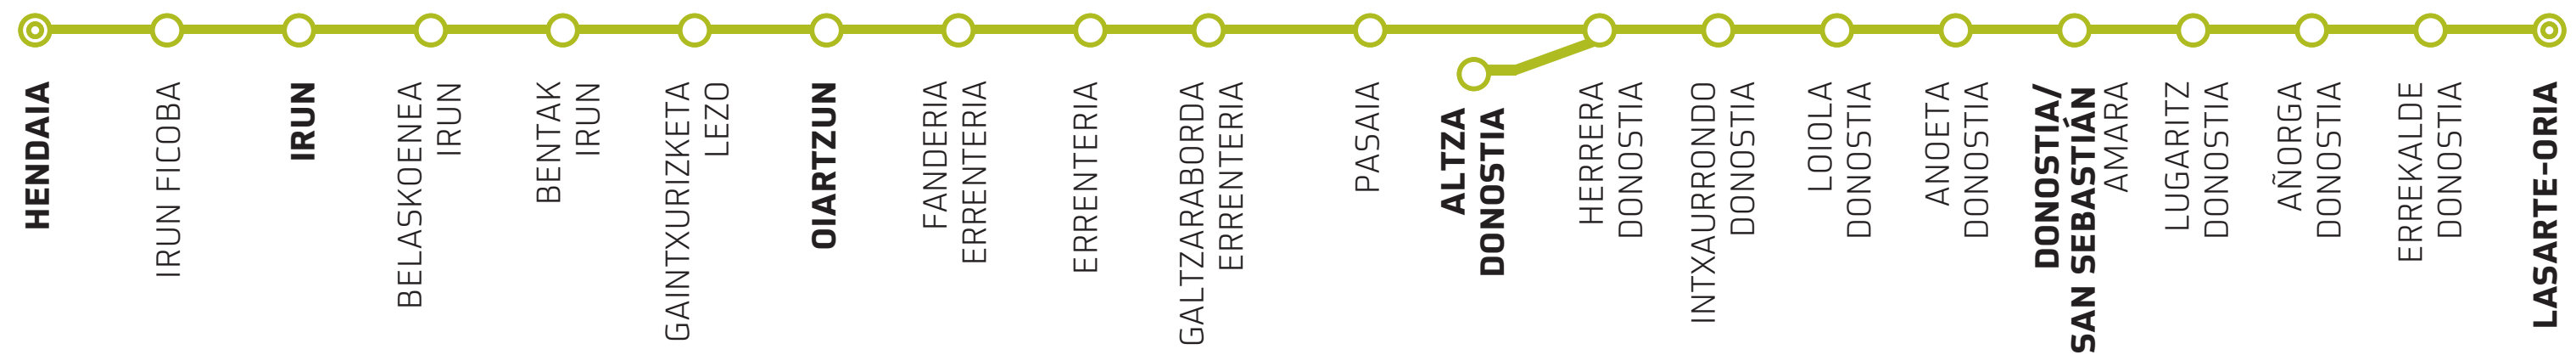 HENDAIA
IRUN FICOBA
IRUN
BELASKOENEA
IRUN
BENTAK
IRUN
GAINTXURIZKETA
LEZO
OIARTZUN
FANDERIA
ERRENTERIA
ERRENTERIA
GALTZARABORDA
ERRENTERIA
PASAIA
ALTZA
DONOSTIA
HERRERA
DONOSTIA
INTXAURRONDO
DONOSTIA
LOIOLA
DONOSTIA
ANOETA
DONOSTIA
DONOSTIA/
SAN SEBASTIÁN
AMARA
LUGARITZ
DONOSTIA
AÑORGA
DONOSTIA
ERREKALDE
DONOSTIA
LASARTE-ORIA